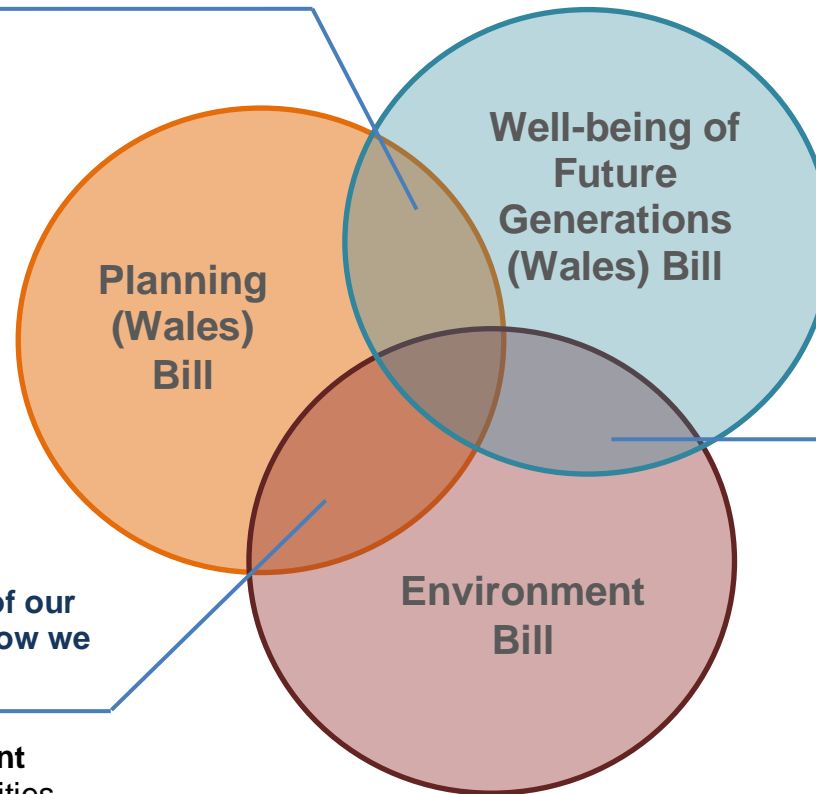 Well-being of
Future
Generations
(Wales) Bill
Planning
(Wales)
Bill
of our
ow we
Environment
Bill
nt
ities